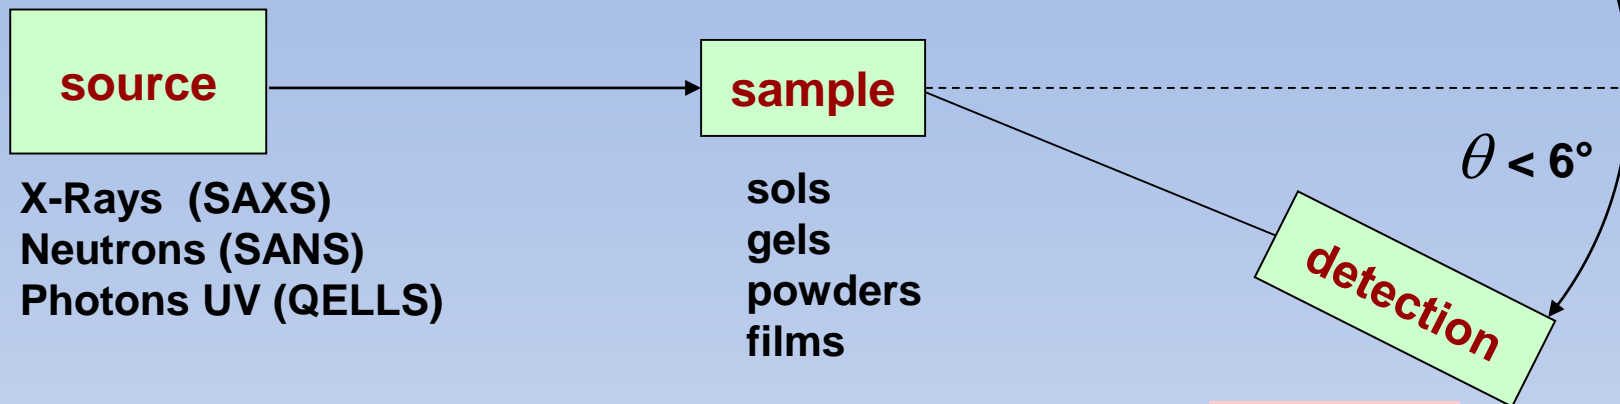 source
sample
θ < 6°
X-Rays (SAXS)
Neutrons (SANS)
Photons UV (QELLS)
sols
gels
powders
films
detection